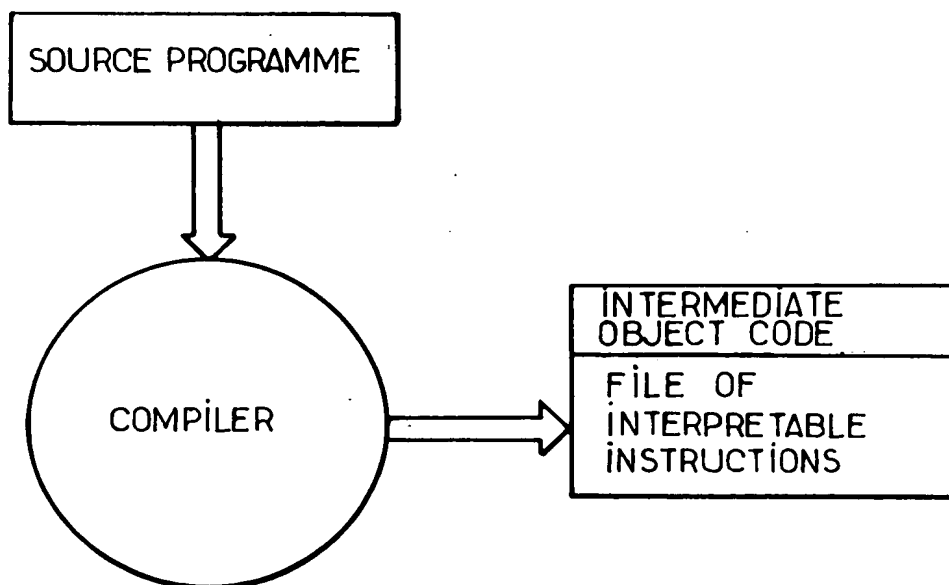 SOURCE PROGRAMME
COMPILER
INTERMEDIATE
OBJECT CODE
FILE OF
INTERPRETABLE
INSTRUCTIONS